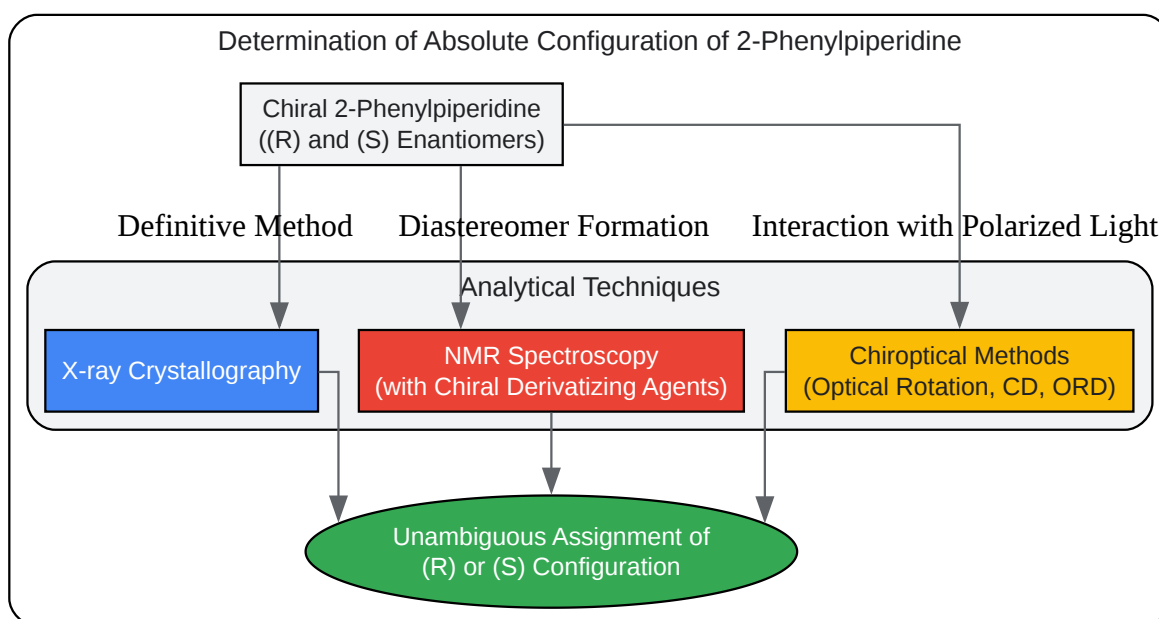 Determination of Absolute Configuration of 2-Phenylpiperidine
Chiral 2-Phenylpiperidine
((R) and (S) Enantiomers)
Definitive Method
Diastereomer Formation
Interaction with Polarized Light
Analytical Techniques
X-ray Crystallography
NMR Spectroscopy
(with Chiral Derivatizing Agents)
Chiroptical Methods
(Optical Rotation, CD, ORD)
Unambiguous Assignment of
(R) or (S) Configuration